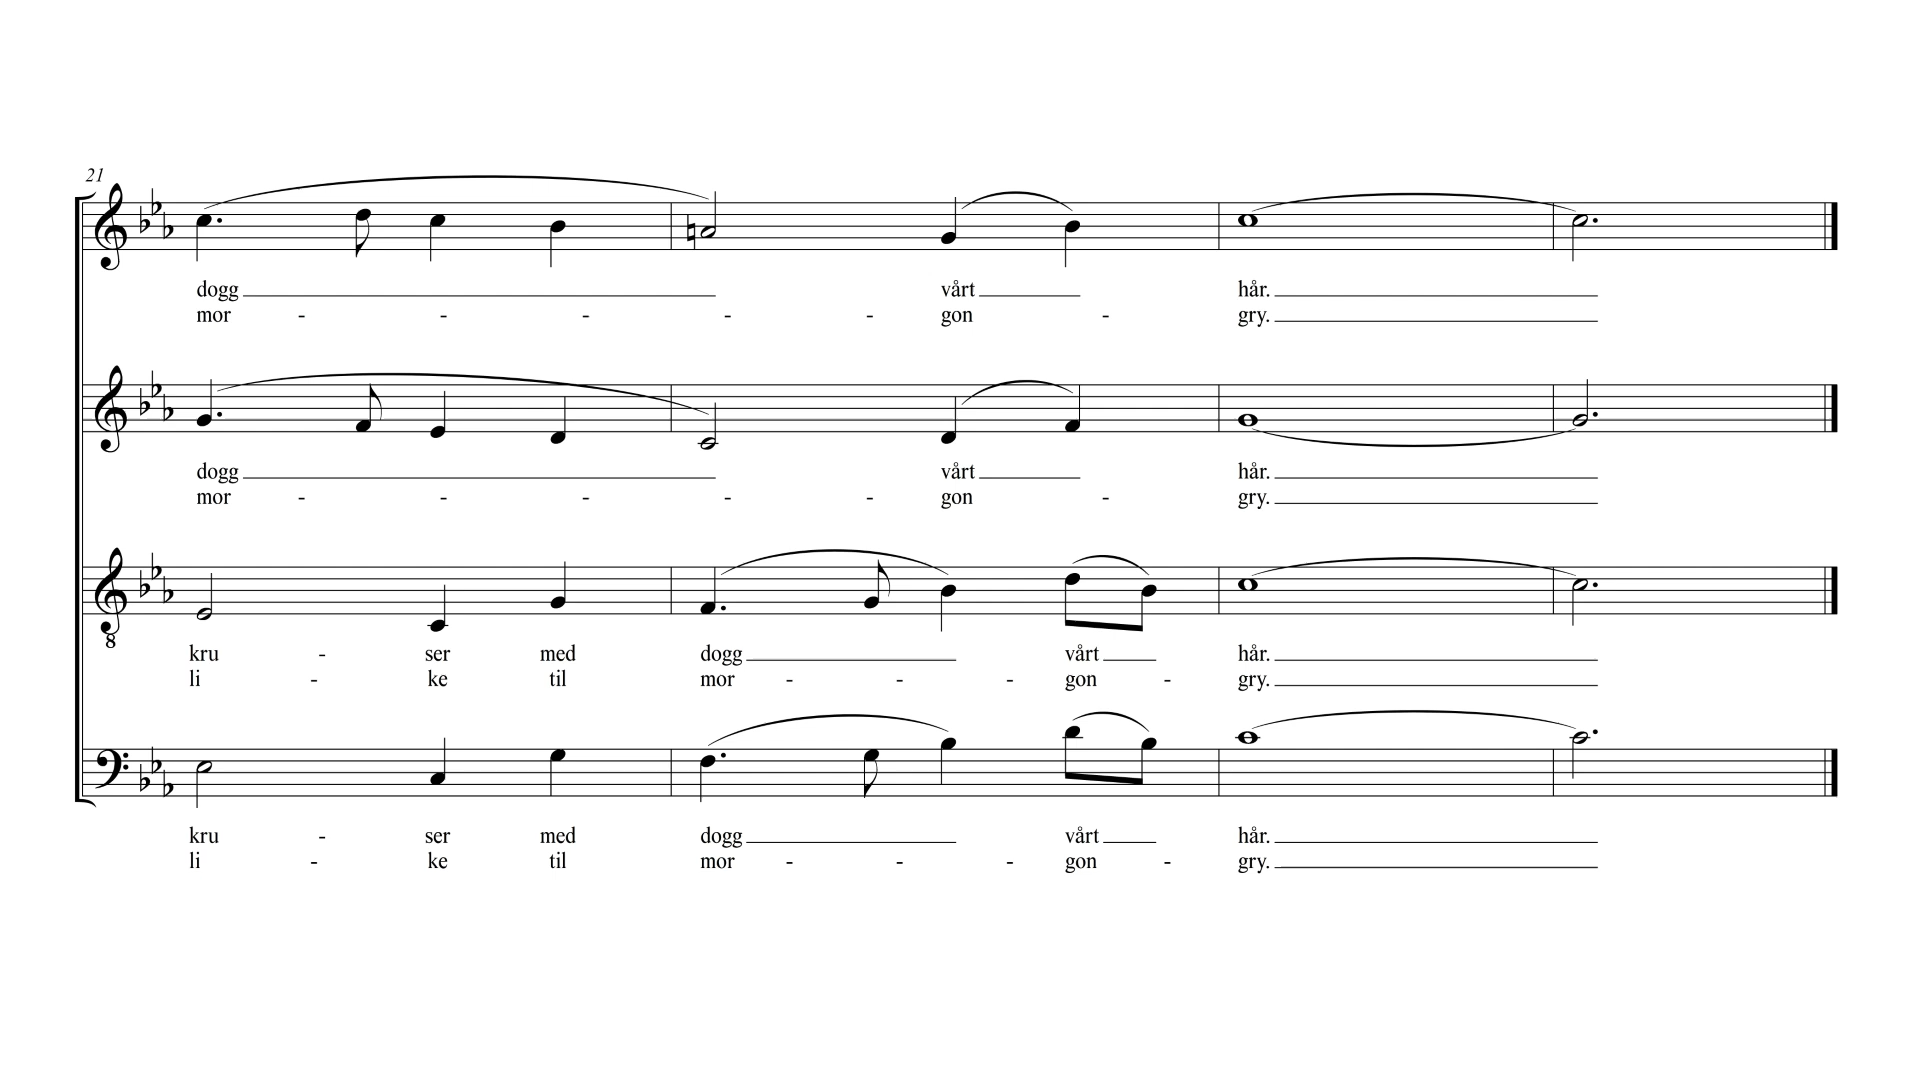 21
dogg vårt hår.
mor - - - - - gon - gry.
dogg vårt hår.
mor - - - - - gon - gry.
8
kru - ser med dogg vårt hår.
li - ke til mor - - - gon - gry.
kru - ser med dogg vårt hår.
li - ke til mor - - - gon - gry.